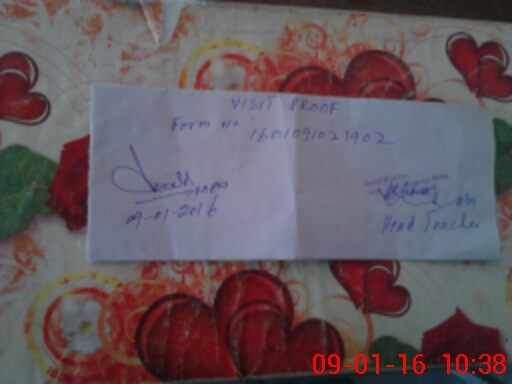 VISIT PROOF
Form No
1601091021902
09-01-2016
Head Teacher
09-01-16 10:38